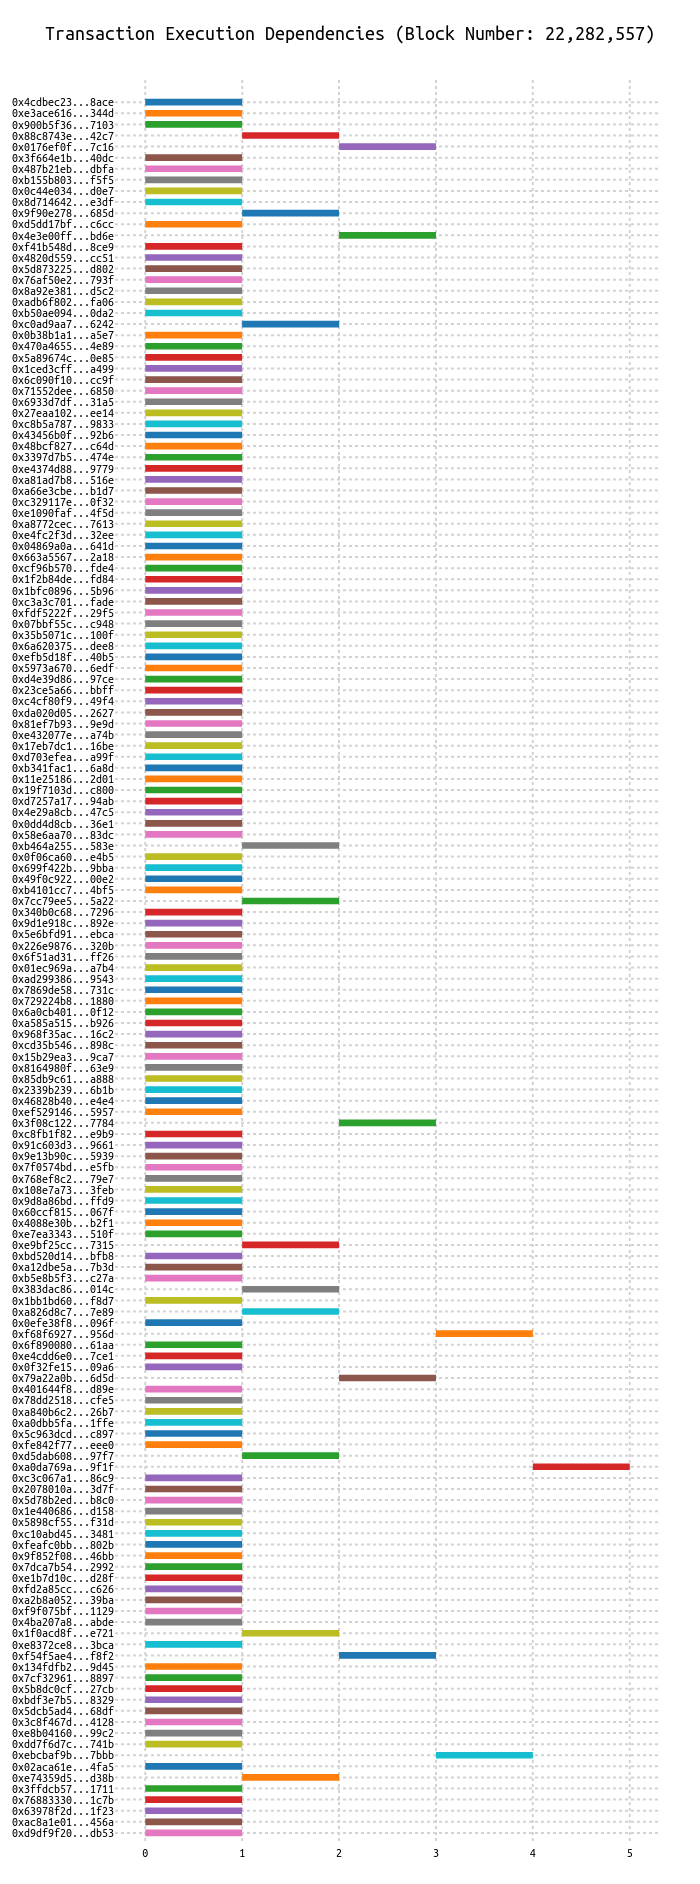 Transaction Execution Dependencies (Block Number: 22,282,557)
0x4cdbec23...8ace
0xe3ace616...344d
0x900b5f36...7103
0x88c8743e...42c7
0x0176ef0f...7c16
0x3f664e1b...40dc
0x487b21eb...dbfa
0xb155b803...f5f5
0x0c44e034...d0e7
0x8d714642...e3df
0x9f90e278...685d
0xd5dd17bf...c6cc
0x4e3e00ff...bd6e
0xf41b548d...8ce9
0x4820d559...cc51
0x5d873225...d802
0x76af50e2...793f
0x8a92e381...d5c2
0xadb6f802...fa06
0xb50ae094...0da2
0xc0ad9aa7...6242
0x0b38b1a1...a5e7
0x470a4655...4e89
0x5a89674c...0e85
0x1ced3cff...a499
0x6c090f10...cc9f
0x71552dee...6850
0x6933d7df...31a5
0x27eaa102...ee14
0xc8b5a787...9833
0x43456b0f...92b6
0x48bcf827...c64d
0x3397d7b5...474e
0xe4374d88...9779
0xa81ad7b8...516e
0xa66e3cbe...b1d7
0xc329117e...0f32
0xe1090faf...4f5d
0xa8772cec...7613
0xe4fc2f3d...32ee
0x04869a0a...641d
0x663a5567...2a18
0xcf96b570...fde4
0x1f2b84de...fd84
0x1bfc0896...5b96
0xc3a3c701...fade
0xfdf5222f...29f5
0x07bbf55c...c948
0x35b5071c...100f
0x6a620375...dee8
0xefb5d18f...40b5
0x5973a670...6edf
0xd4e39d86...97ce
0x23ce5a66...bbff
0xc4cf80f9...49f4
0xda020d05...2627
0x81ef7b93...9e9d
0xe432077e...a74b
0x17eb7dc1...16be
0xd703efea...a99f
0xb341fac1...6a8d
0x11e25186...2d01
0x19f7103d...c800
0xd7257a17...94ab
0x4e29a8cb...47c5
0x0dd4d8cb...36e1
0x58e6aa70...83dc
0xb464a255...583e
0x0f06ca60...e4b5
0x699f422b...9bba
0x49f0c922...00e2
0xb4101cc7...4bf5
0x7cc79ee5...5a22
0x340b0c68...7296
0x9d1e918c...892e
0x5e6bfd91...ebca
0x226e9876...320b
0x6f51ad31...ff26
0x01ec969a...a7b4
0xad299386...9543
0x7869de58...731c
0x729224b8...1880
0x6a0cb401...0f12
0xa585a515...b926
0x968f35ac...16c2
0xcd35b546...898c
0x15b29ea3...9ca7
0x8164980f...63e9
0x85db9c61...a888
0x2339b239...6b1b
0x46828b40...e4e4
0xef529146...5957
0x3f08c122...7784
0xc8fb1f82...e9b9
0x91c603d3...9661
0x9e13b90c...5939
0x7f0574bd...e5fb
0x768ef8c2...79e7
0x108e7a73...3feb
0x9d8a86bd...ffd9
0x60ccf815...067f
0x4088e30b...b2f1
0xe7ea3343...510f
0xe9bf25cc...7315
0xbd520d14...bfb8
0xa12dbe5a...7b3d
0xb5e8b5f3...c27a
0x383dac86...014c
0x1bb1bd60...f8d7
0xa826d8c7...7e89
0x0efe38f8...096f
0xf68f6927...956d
0x6f890080...61aa
0xe4cdd6e0...7ce1
0x0f32fe15...09a6
0x79a22a0b...6d5d
0x401644f8...d89e
0x78dd2518...cfe5
0xa840b6c2...26b7
0xa0dbb5fa...1ffe
0x5c963dcd...c897
0xfe842f77...eee0
0xd5dab608...97f7
0xa0da769a...9f1f
0xc3c067a1...86c9
0x2078010a...3d7f
0x5d78b2ed...b8c0
0x1e440686...d158
0x5898cf55...f31d
0xc10abd45...3481
0xfeafc0bb...802b
0x9f852f08...46bb
0x7dca7b54...2992
0xe1b7d10c...d28f
0xfd2a85cc...c626
0xa2b8a052...39ba
0xf9f075bf...1129
0x4ba207a8...abde
0x1f0acd8f...e721
0xe8372ce8...3bca
0xf54f5ae4...f8f2
0x134fdfb2...9d45
0x7cf32961...8897
0x5b8dc0cf...27cb
0xbdf3e7b5...8329
0x5dcb5ad4...68df
0x3c8f467d...4128
0xe8b04160...99c2
0xdd7f6d7c...741b
0xebcbaf9b...7bbb
0x02aca61e...4fa5
0xe74359d5...d38b
0x3ffdcb57...1711
0x76883330...1c7b
0x63978f2d...1f23
0xac8a1e01...456a
0xd9df9f20...db53
0 1 2 3 4 5